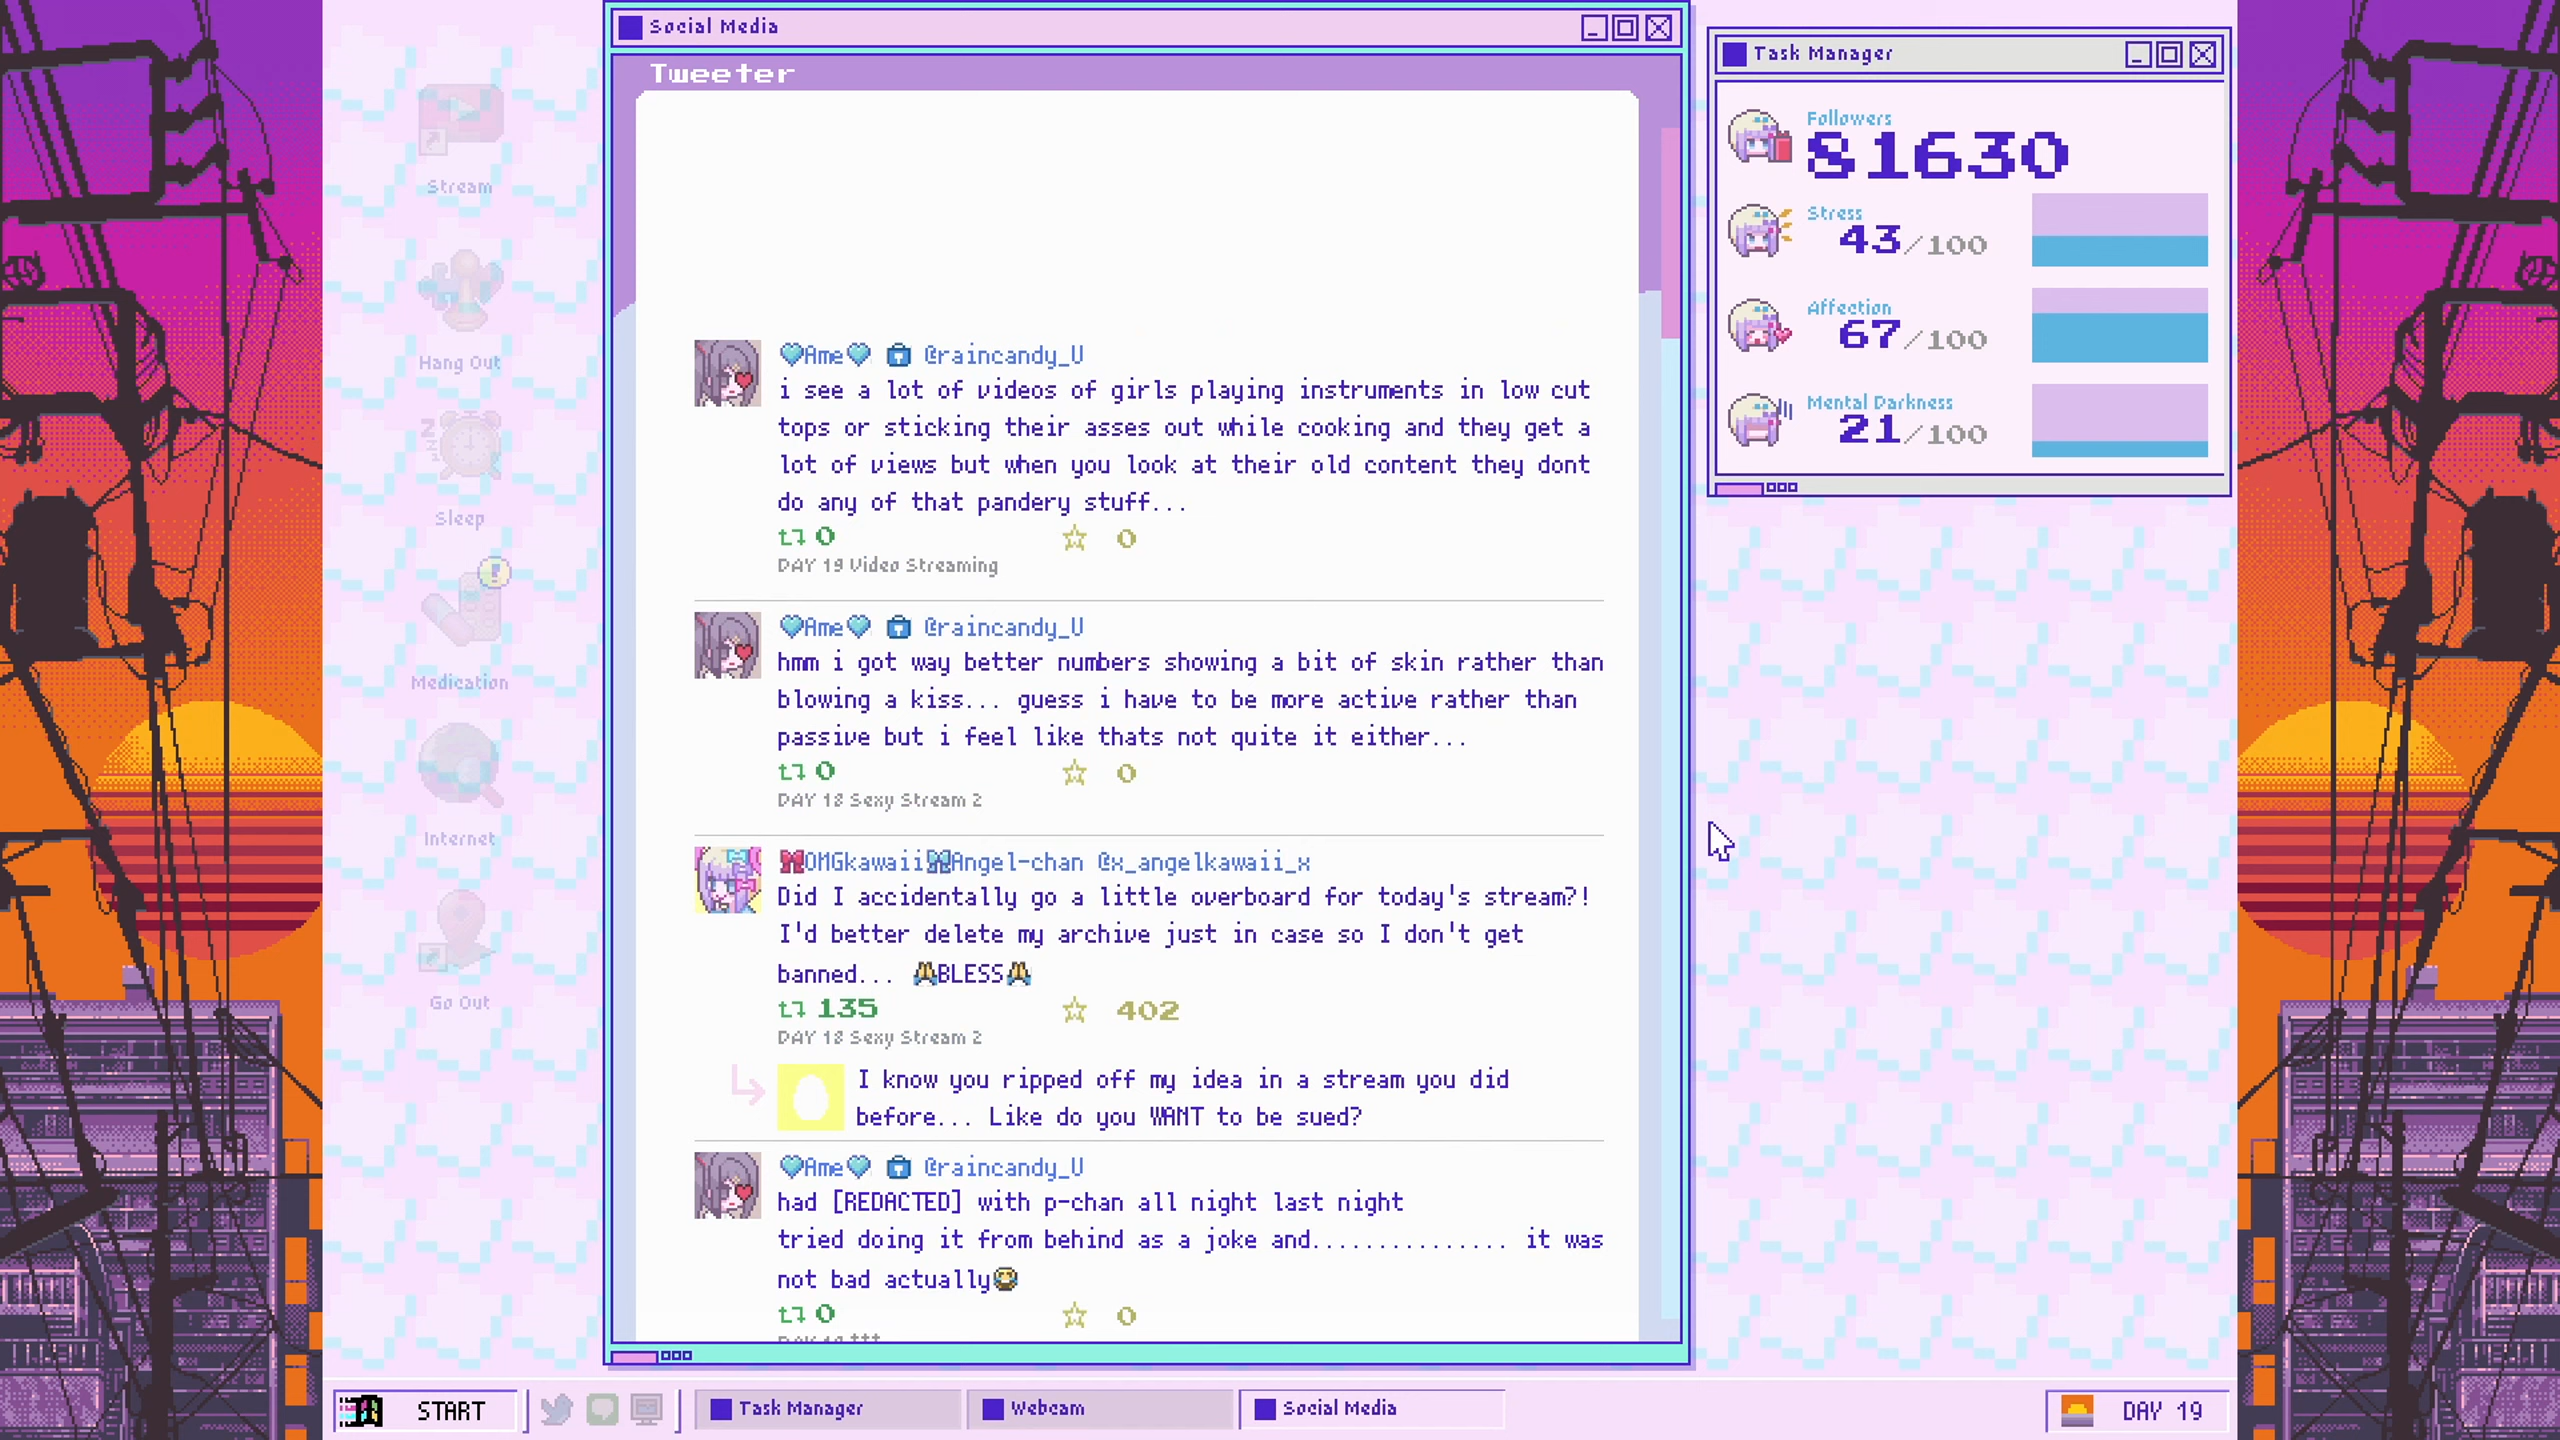 Social Media
Tweeter
Ame @raincandy_U
i see a lot of videos of girls playing instruments in low cut
tops or sticking their asses out while cooking and they get a
lot of views but when you look at their old content they dont
do any of that pandery stuff...
0 0
DAY 19 Video Streaming
Ame @raincandy_U
hmm i got way better numbers showing a bit of skin rather than
blowing a kiss... guess i have to be more active rather than
passive but i feel like thats not quite it either...
0 0
DAY 18 Sexy Stream 2
OMGkawaii Angel-chan @x_angelkawaii_x
Did I accidentally go a little overboard for today's stream?!
I'd better delete my archive just in case so I don't get
banned... 🙏BLESS🙏
135 402
DAY 18 Sexy Stream 2
I know you ripped off my idea in a stream you did
before... Like do you WANT to be sued?
Ame @raincandy_U
had [REDACTED] with p-chan all night last night
tried doing it from behind as a joke and............... it was
not bad actually
0 0
Task Manager
Followers
81630
Stress
43/100
Affection
67/100
Mental Darkness
21/100
Stream
Hang Out
Sleep
Medication
Internet
Go Out
START
Task Manager
Webcam
Social Media
DAY 19